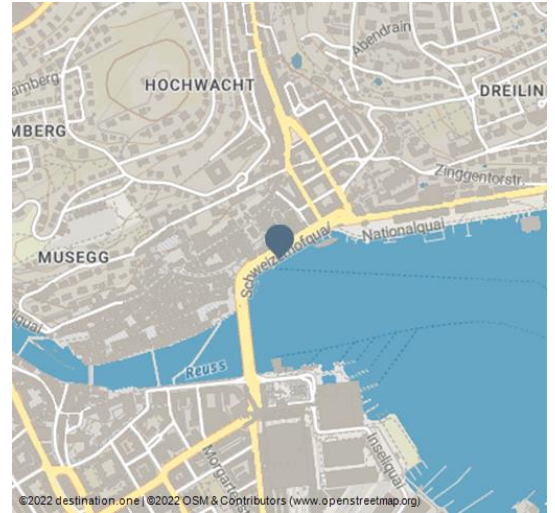 Abendrain
amberg
HOCHWACHT
DREILIN
MBERG
Zinggentorstr.
Nationalquai
Schweizerhofquai
MUSEGG
Reuss
Inseliquai
©2022 destination.one | ©2022 OSM & Contributors (www.openstreetmap.org)